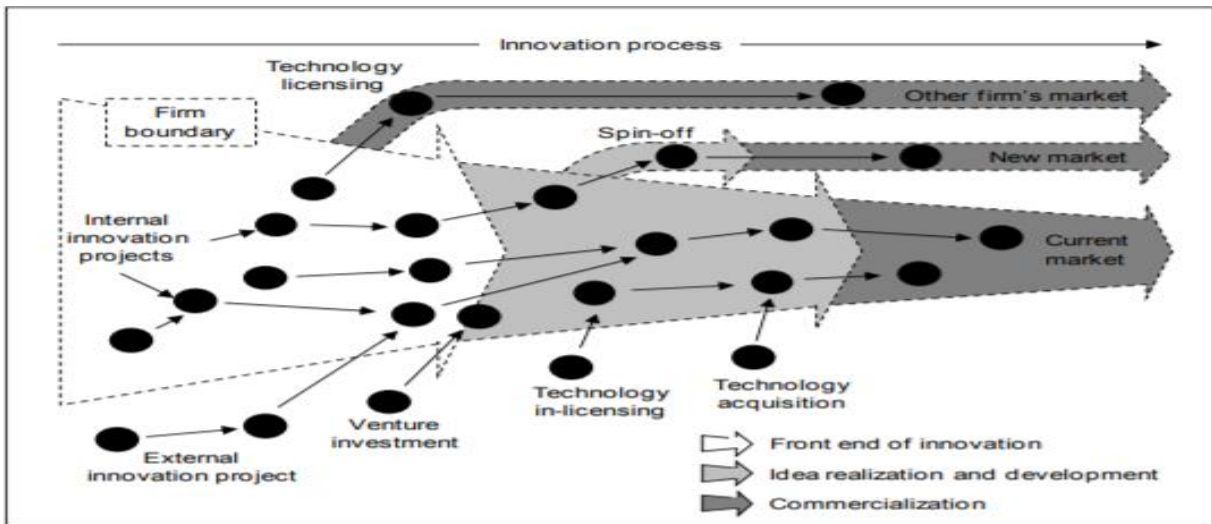 Innovation process
Technology
licensing
Other firm's market
Firm
boundary
Spin-off
New market
Internal
innovation
projects
Current
market
Technology
in-licensing
Technology
acquisition
Venture
investment
External
innovation project
Front end of innovation
Idea realization and development
Commercialization